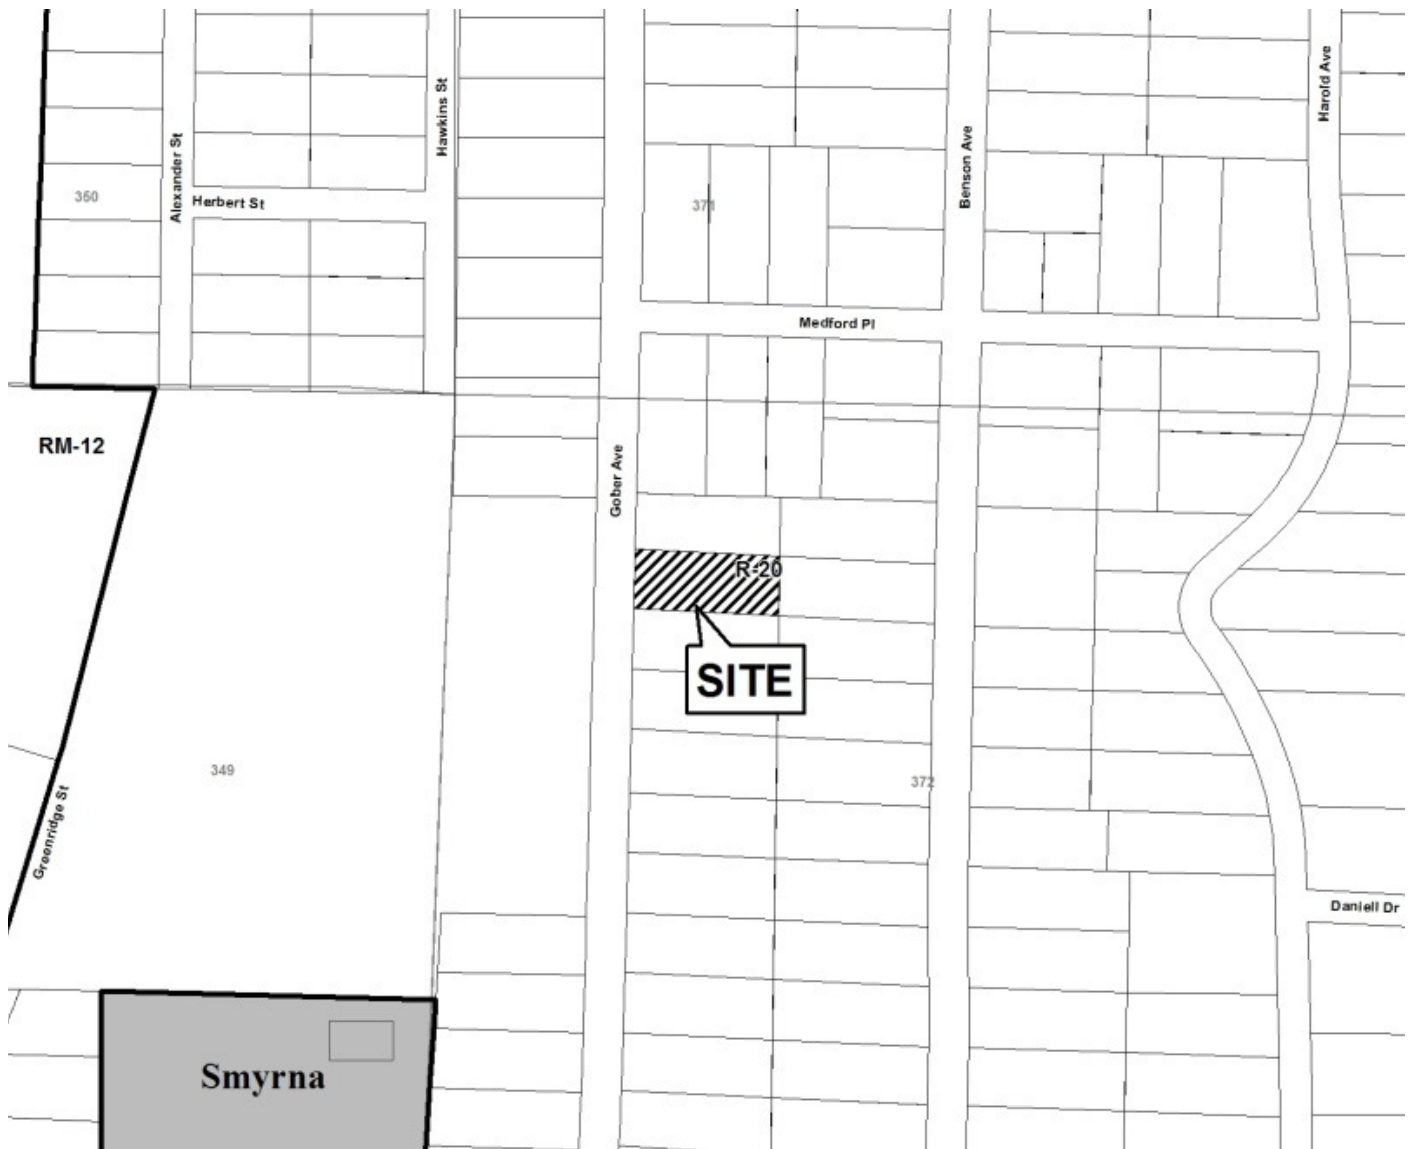 Harold Ave
Hawkins St
Benson Ave
Alexander St
350
Herbert St
371
Medford Pl
RM-12
Gober Ave
R-20
SITE
349
372
Greenridge St
Daniell Dr
Smyrna